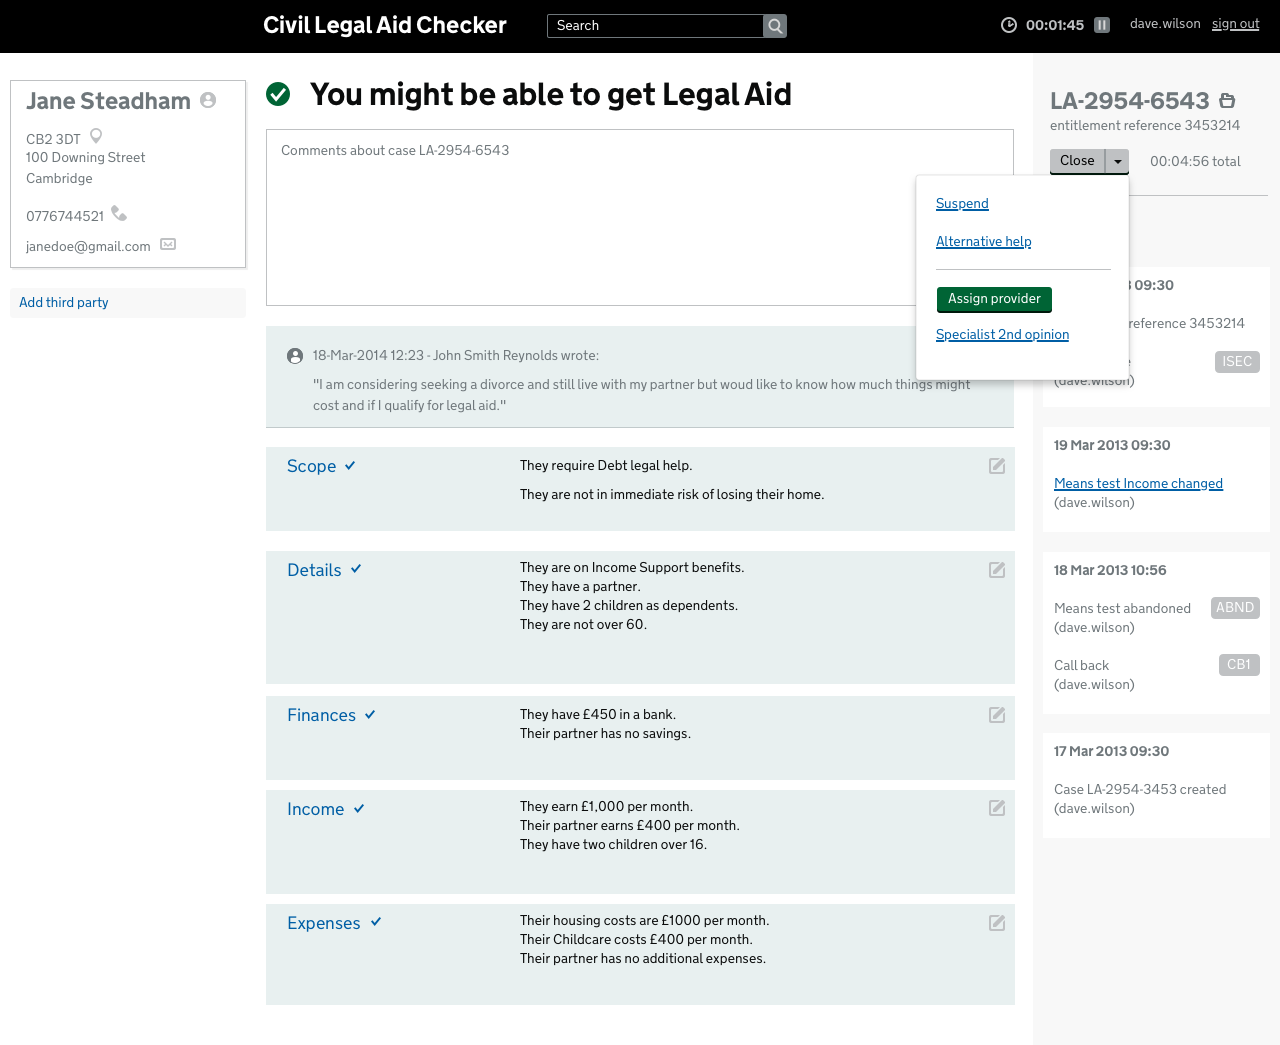 Civil Legal Aid Checker
Search
00:01:45
dave.wilson
sign out
Jane Steadham
CB2 3DT
100 Downing Street
Cambridge
0776744521
janedoe@gmail.com
Add third party
You might be able to get Legal Aid
Comments about case LA-2954-6543
18-Mar-2014 12:23 - John Smith Reynolds wrote:
"I am considering seeking a divorce and still live with my partner but woud like to know how much things might
cost and if I qualify for legal aid."
Scope
They require Debt legal help.
They are not in immediate risk of losing their home.
Details
They are on Income Support benefits.
They have a partner.
They have 2 children as dependents.
They are not over 60.
Finances
They have £450 in a bank.
Their partner has no savings.
Income
They earn £1,000 per month.
Their partner earns £400 per month.
They have two children over 16.
Expenses
Their housing costs are £1000 per month.
Their Childcare costs £400 per month.
Their partner has no additional expenses.
LA-2954-6543
entitlement reference 3453214
Close
00:04:56 total
Suspend
Alternative help
Assign provider
Specialist 2nd opinion
09:30
reference 3453214
ISEC
(dave.wilson)
19 Mar 2013 09:30
Means test Income changed
(dave.wilson)
18 Mar 2013 10:56
Means test abandoned
ABND
(dave.wilson)
Call back
CB1
(dave.wilson)
17 Mar 2013 09:30
Case LA-2954-3453 created
(dave.wilson)